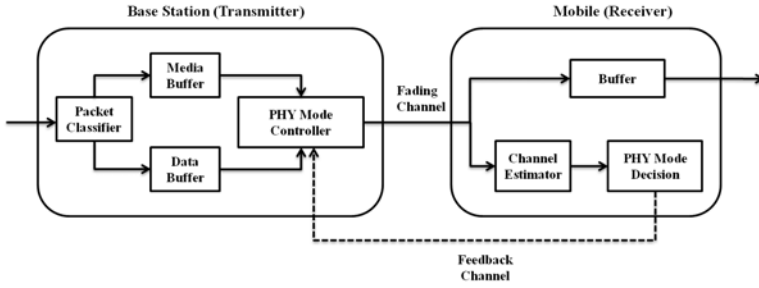 Base Station (Transmitter)
Mobile (Receiver)
Media
Buffer
Packet
Classifier
Data
Buffer
PHY Mode
Controller
Fading
Channel
Buffer
Channel
Estimator
PHY Mode
Decision
Feedback
Channel